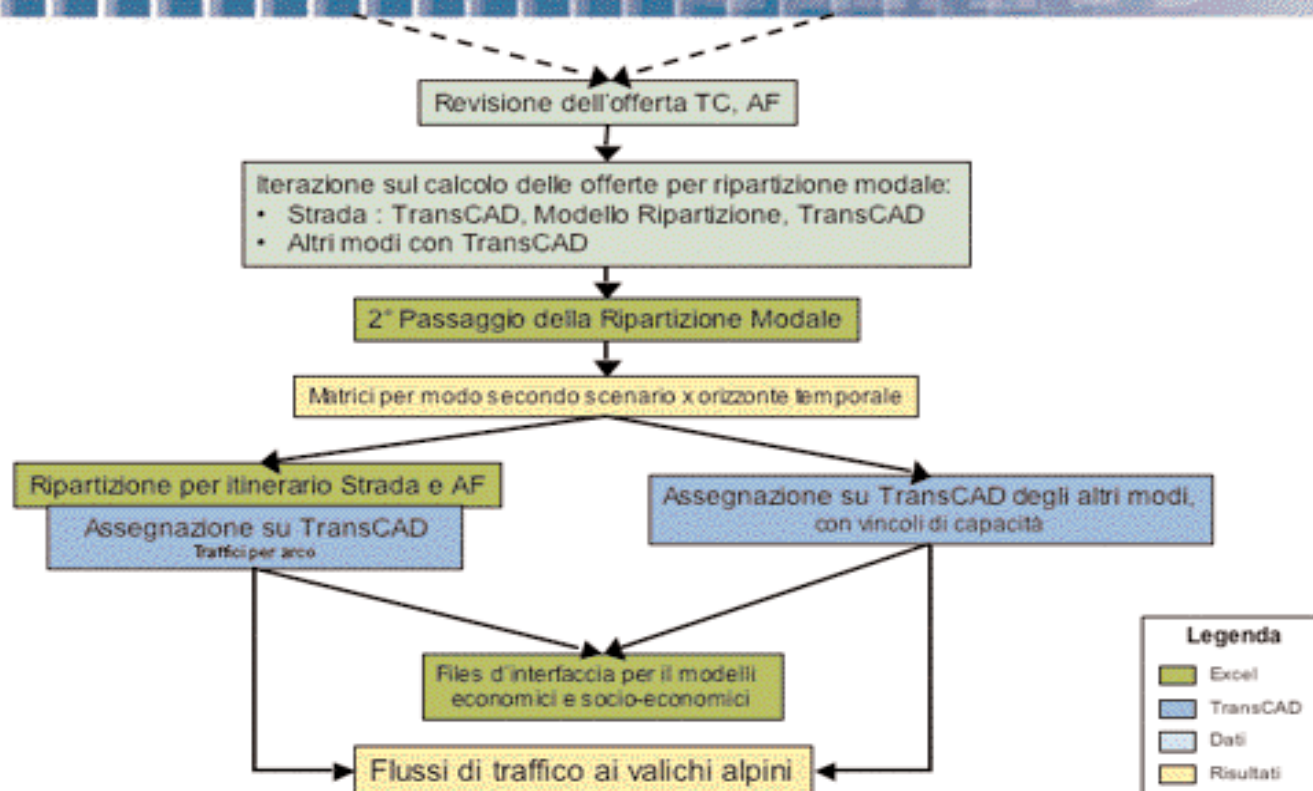 Revisione dell'offerta TC, AF
Iterazione sul calcolo delle offerte per ripartizione modale:
• Strada : TransCAD, Modello Ripartizione, TransCAD
• Altri modi con TransCAD
2° Passaggio della Ripartizione Modale
Matrici per modo secondo scenario x orizzonte temporale
Ripartizione per itinerario Strada e AF
Assegnazione su TransCAD
Traffici per arco
Assegnazione su TransCAD degli altri modi,
con vincoli di capacità
Files d'interfaccia per il modelli
economici e socio-economici
Flussi di traffico ai valichi alpini
Legenda
Excel
TransCAD
Dati
Risultati